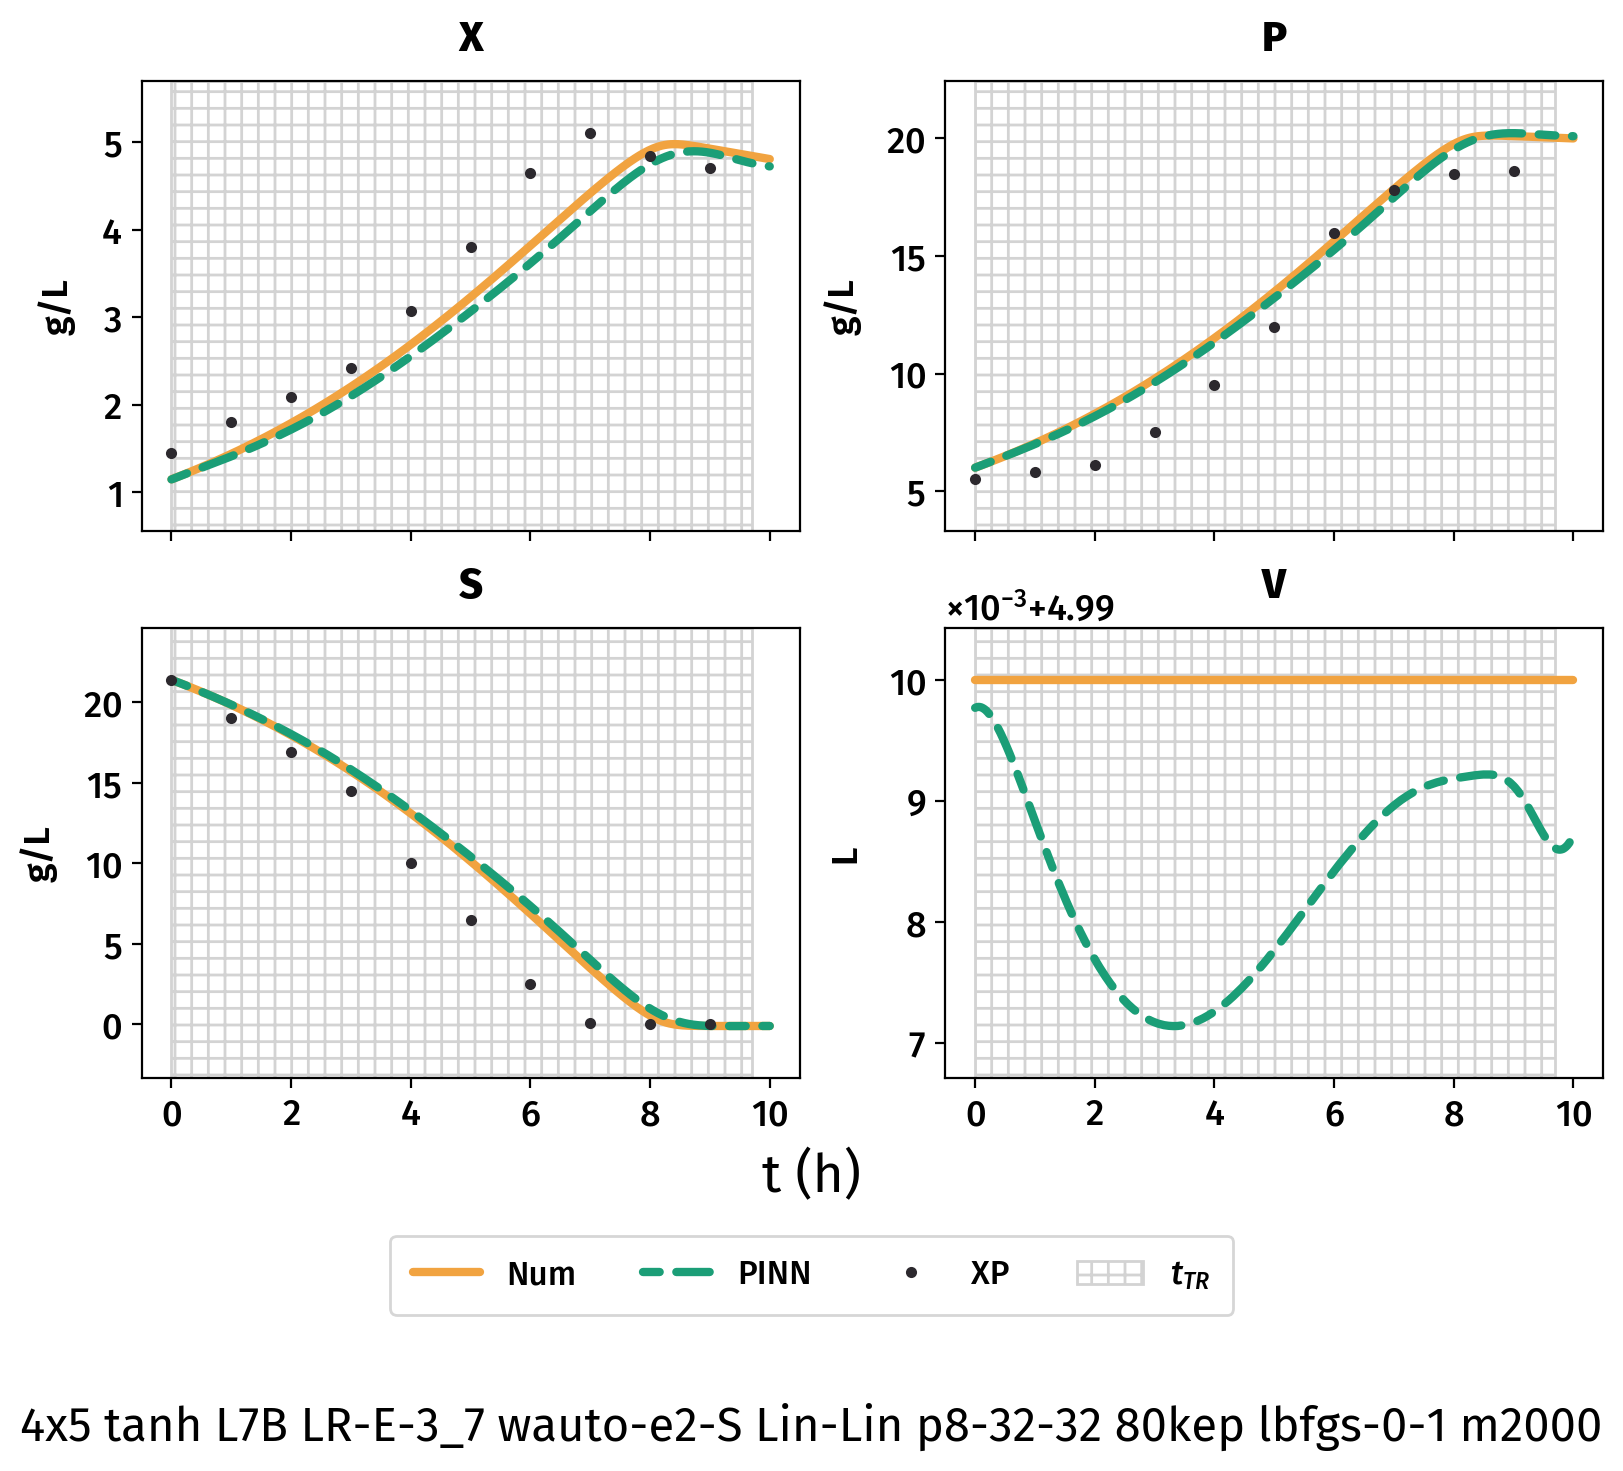 X
P
5
4
3
2
1
g/L
20
15
10
5
g/L
S
V
×10⁻³+4.99
20
15
10
5
0
g/L
10
9
8
7
L
0 2 4 6 8 10
0 2 4 6 8 10
t (h)
Num PINN XP t_TR
4x5 tanh L7B LR-E-3_7 wauto-e2-S Lin-Lin p8-32-32 80kep lbfgs-0-1 m2000